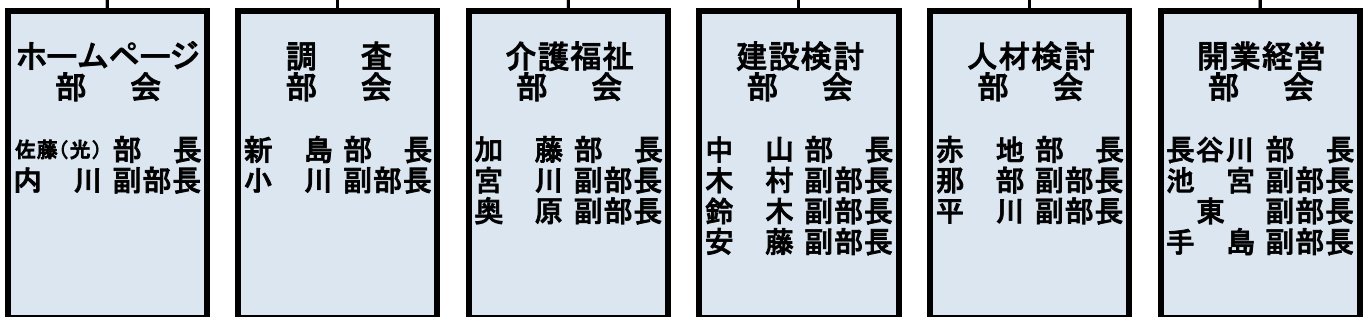 ホームページ
部　会
佐藤(光) 部　長
内　川 副部長
調　査
部　会
新　島 部　長
小　川 副部長
介護福祉
部　会
加　藤 部　長
宮　川 副部長
奥　原 副部長
建設検討
部　会
中　山 部　長
木　村 副部長
鈴　木 副部長
安　藤 副部長
人材検討
部　会
赤　地 部　長
那　部 副部長
平　川 副部長
開業経営
部　会
長谷川 部　長
池　宮 副部長
東　副部長
手　島 副部長